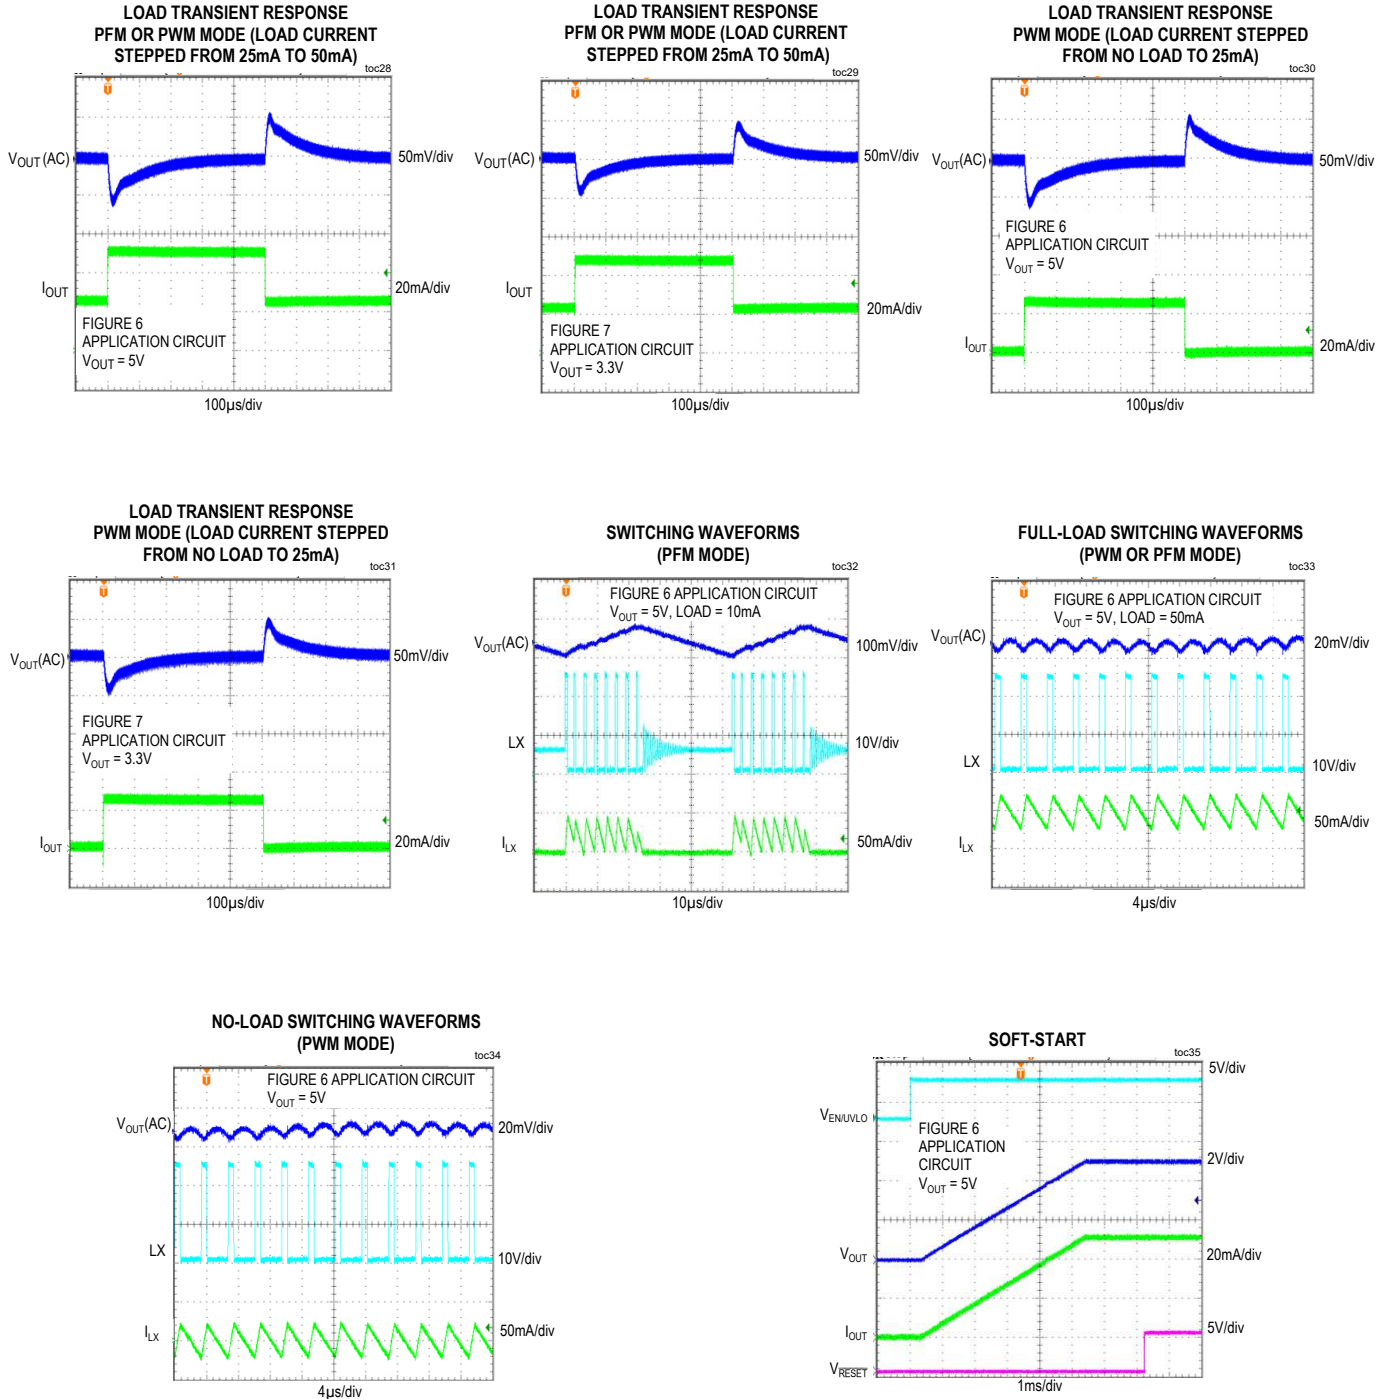 LOAD TRANSIENT RESPONSE
PFM OR PWM MODE (LOAD CURRENT
STEPPED FROM 25mA TO 50mA)
toc28
VOUT(AC)
50mV/div
IOUT
20mA/div
FIGURE 6
APPLICATION CIRCUIT
VOUT = 5V
100µs/div
LOAD TRANSIENT RESPONSE
PFM OR PWM MODE (LOAD CURRENT
STEPPED FROM 25mA TO 50mA)
toc29
VOUT(AC)
50mV/div
IOUT
20mA/div
FIGURE 7
APPLICATION CIRCUIT
VOUT = 3.3V
100µs/div
LOAD TRANSIENT RESPONSE
PWM MODE (LOAD CURRENT STEPPED
FROM NO LOAD TO 25mA)
toc30
VOUT(AC)
50mV/div
FIGURE 6
APPLICATION CIRCUIT
VOUT = 5V
IOUT
20mA/div
100µs/div
LOAD TRANSIENT RESPONSE
PWM MODE (LOAD CURRENT STEPPED
FROM NO LOAD TO 25mA)
toc31
VOUT(AC)
50mV/div
FIGURE 7
APPLICATION CIRCUIT
VOUT = 3.3V
IOUT
20mA/div
100µs/div
SWITCHING WAVEFORMS
(PFM MODE)
toc32
FIGURE 6 APPLICATION CIRCUIT
VOUT = 5V, LOAD = 10mA
VOUT(AC)
100mV/div
LX
10V/div
ILX
50mA/div
10µs/div
FULL-LOAD SWITCHING WAVEFORMS
(PWM OR PFM MODE)
toc33
FIGURE 6 APPLICATION CIRCUIT
VOUT = 5V, LOAD = 50mA
VOUT(AC)
20mV/div
LX
10V/div
50mA/div
ILX
4µs/div
NO-LOAD SWITCHING WAVEFORMS
(PWM MODE)
toc34
FIGURE 6 APPLICATION CIRCUIT
VOUT = 5V
VOUT(AC)
20mV/div
LX
10V/div
ILX
50mA/div
4µs/div
SOFT-START
toc35
5V/div
VEN/UVLO
FIGURE 6
APPLICATION
CIRCUIT
VOUT = 5V
2V/div
VOUT
20mA/div
IOUT
5V/div
VRESET
1ms/div